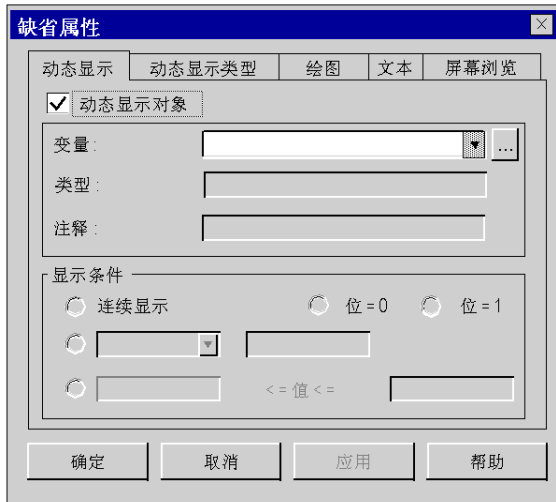 缺省属性
动态显示 动态显示类型 绘图 文本 屏幕浏览
动态显示对象
变量:
...
类型:
注释:
显示条件
连续显示 位=0 位=1
<=值<=
确定 取消 应用 帮助